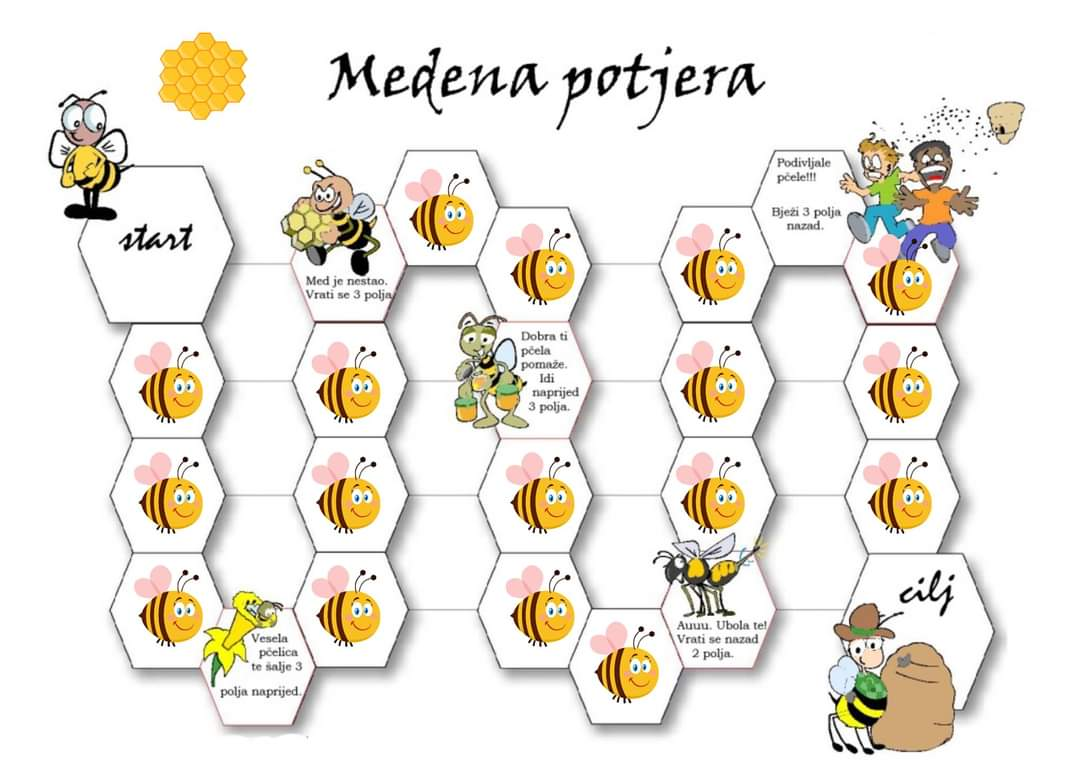 Medena potjera
start
Med je nestao.
Vrati se 3 polja
Podivljale
pčele!!!
Bježi 3 polja
nazad.
Dobra ti
pčela
pomaže.
Idi
naprijed
3 polja.
Vesela
pčelica
te šalje 3
polja naprijed.
Auuu. Ubola te!
Vrati se nazad
2 polja.
cilj